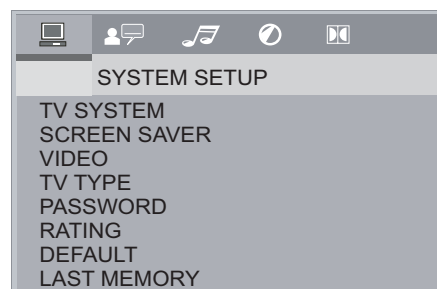 SYSTEM SETUP
TV SYSTEM
SCREEN SAVER
VIDEO
TV TYPE
PASSWORD
RATING
DEFAULT
LAST MEMORY